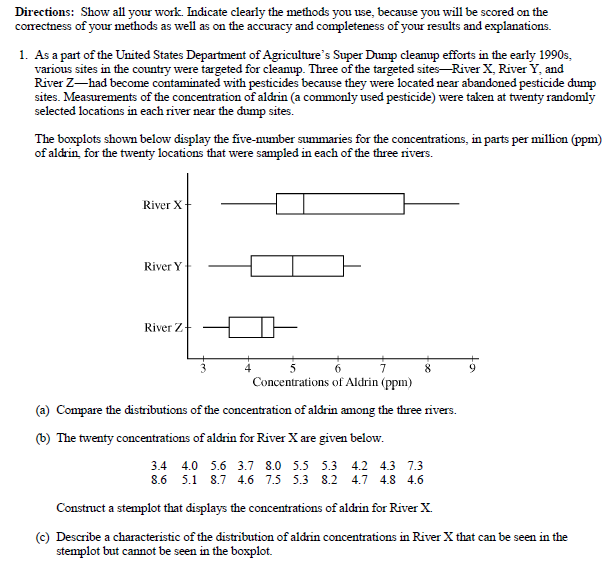 Directions: Show all your work. Indicate clearly the methods you use, because you will be scored on the
correctness of your methods as well as on the accuracy and completeness of your results and explanations.
1. As a part of the United States Department of Agriculture's Super Dump cleanup efforts in the early 1990s,
various sites in the country were targeted for cleanup. Three of the targeted sites—River X, River Y, and
River Z—had become contaminated with pesticides because they were located near abandoned pesticide dump
sites. Measurements of the concentration of aldrin (a commonly used pesticide) were taken at twenty randomly
selected locations in each river near the dump sites.
The boxplots shown below display the five-number summaries for the concentrations, in parts per million (ppm)
of aldrin, for the twenty locations that were sampled in each of the three rivers.
River X
River Y
River Z
3 4 5 6 7 8 9
Concentrations of Aldrin (ppm)
(a) Compare the distributions of the concentration of aldrin among the three rivers.
(b) The twenty concentrations of aldrin for River X are given below.
3.4 4.0 5.6 3.7 8.0 5.5 5.3 4.2 4.3 7.3
8.6 5.1 8.7 4.6 7.5 5.3 8.2 4.7 4.8 4.6
Construct a stemplot that displays the concentrations of aldrin for River X.
(c) Describe a characteristic of the distribution of aldrin concentrations in River X that can be seen in the
stemplot but cannot be seen in the boxplot.